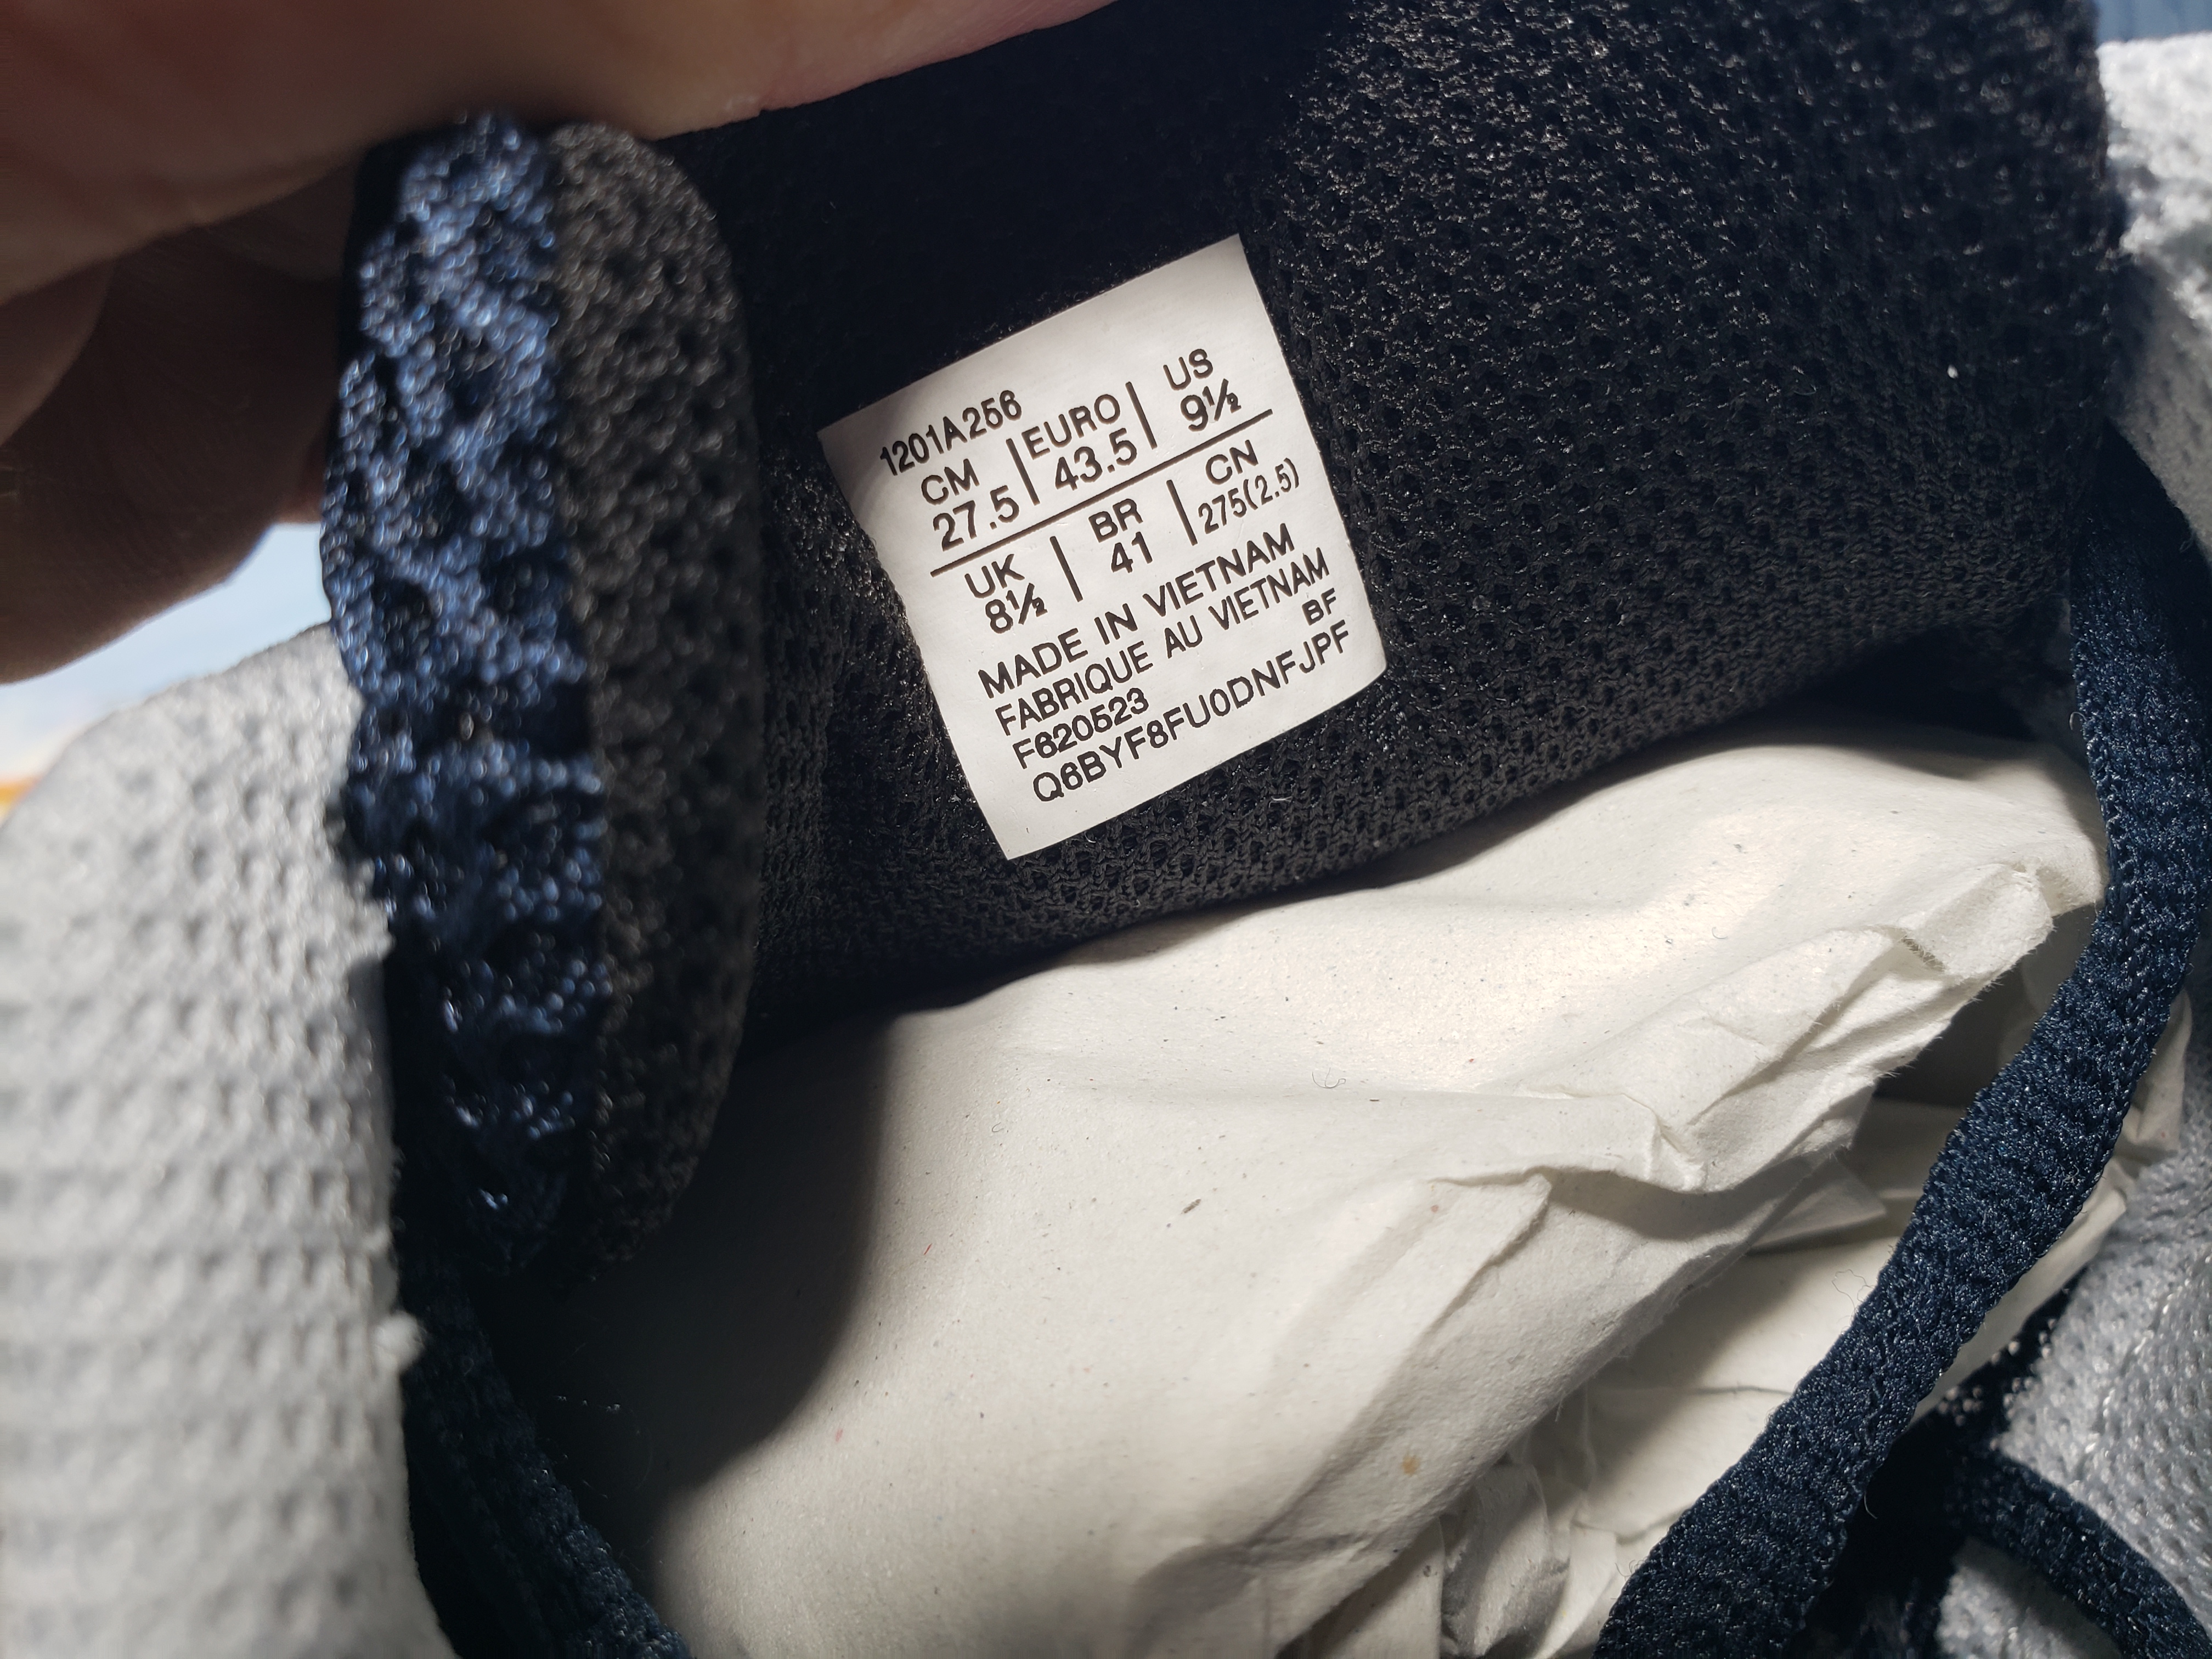 1201A256
CM EURO US
27.5 43.5 9½
UK BR CN
8½ 41 275(2.5)
MADE IN VIETNAM
FABRIQUE AU VIETNAM
F620523 BF
Q6BYF8FU0DNFJPF